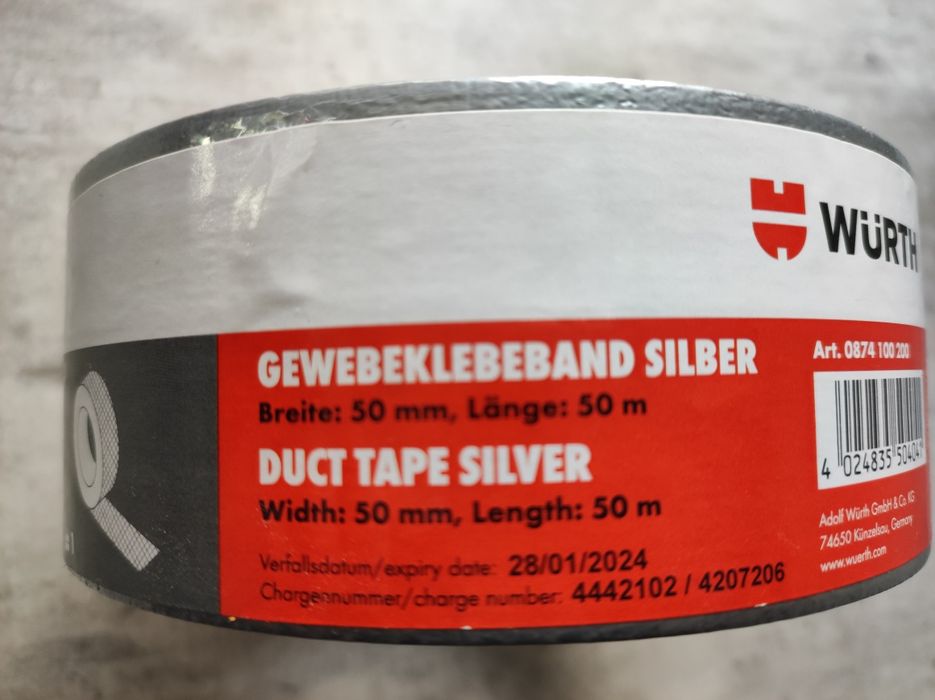 WÜRTH
GEWEBEKLEBEBAND SILBER
Breite: 50 mm, Länge: 50 m
DUCT TAPE SILVER
Width: 50 mm, Length: 50 m
Verfallsdatum/expiry date: 28/01/2024
Chargennummer/charge number: 4442102 / 4207206
Art. 0874 100 200
4 024835 50404
Adolf Würth GmbH & Co. KG
74650 Künzelsau, Germany
www.wuerth.com